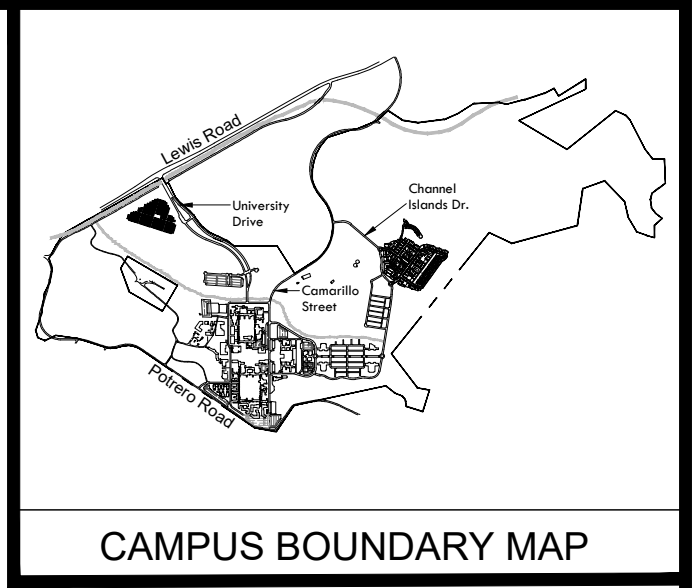 Lewis Road
University
Drive
Channel
Islands Dr.
Camarillo
Street
Potrero Road
CAMPUS BOUNDARY MAP